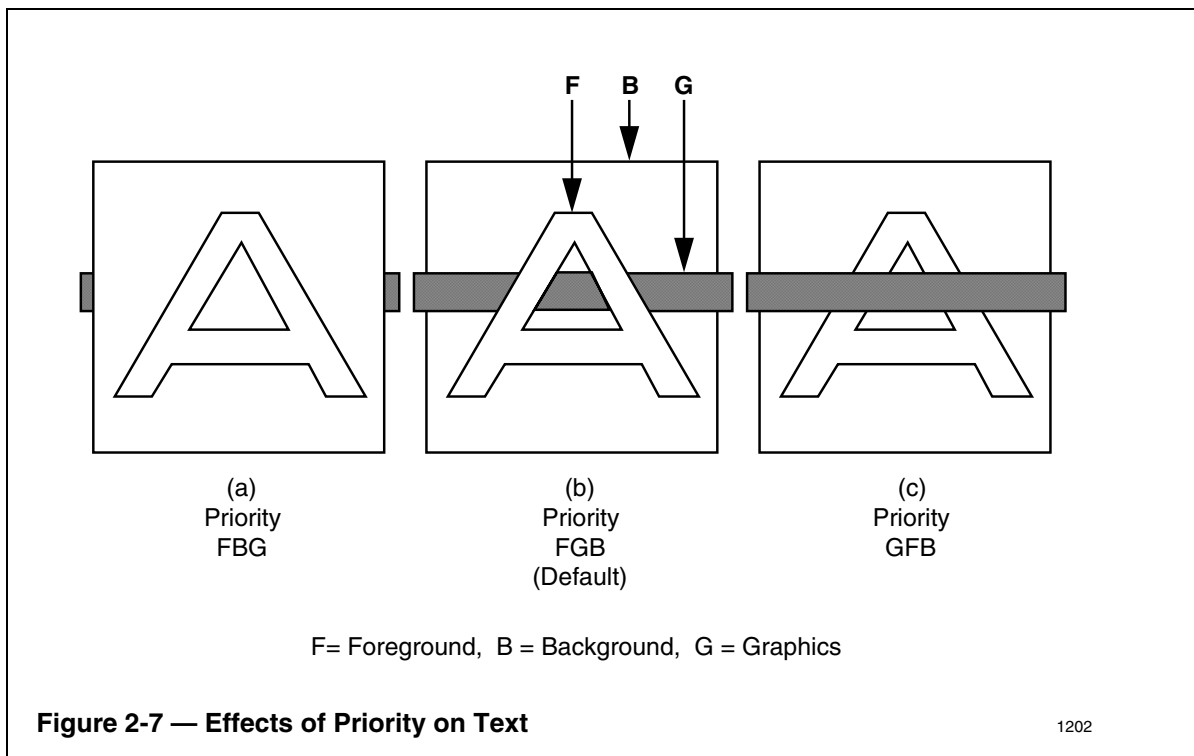 F B G
(a)
Priority
FBG
(b)
Priority
FGB
(Default)
(c)
Priority
GFB
F= Foreground, B = Background, G = Graphics
Figure 2-7 — Effects of Priority on Text
1202